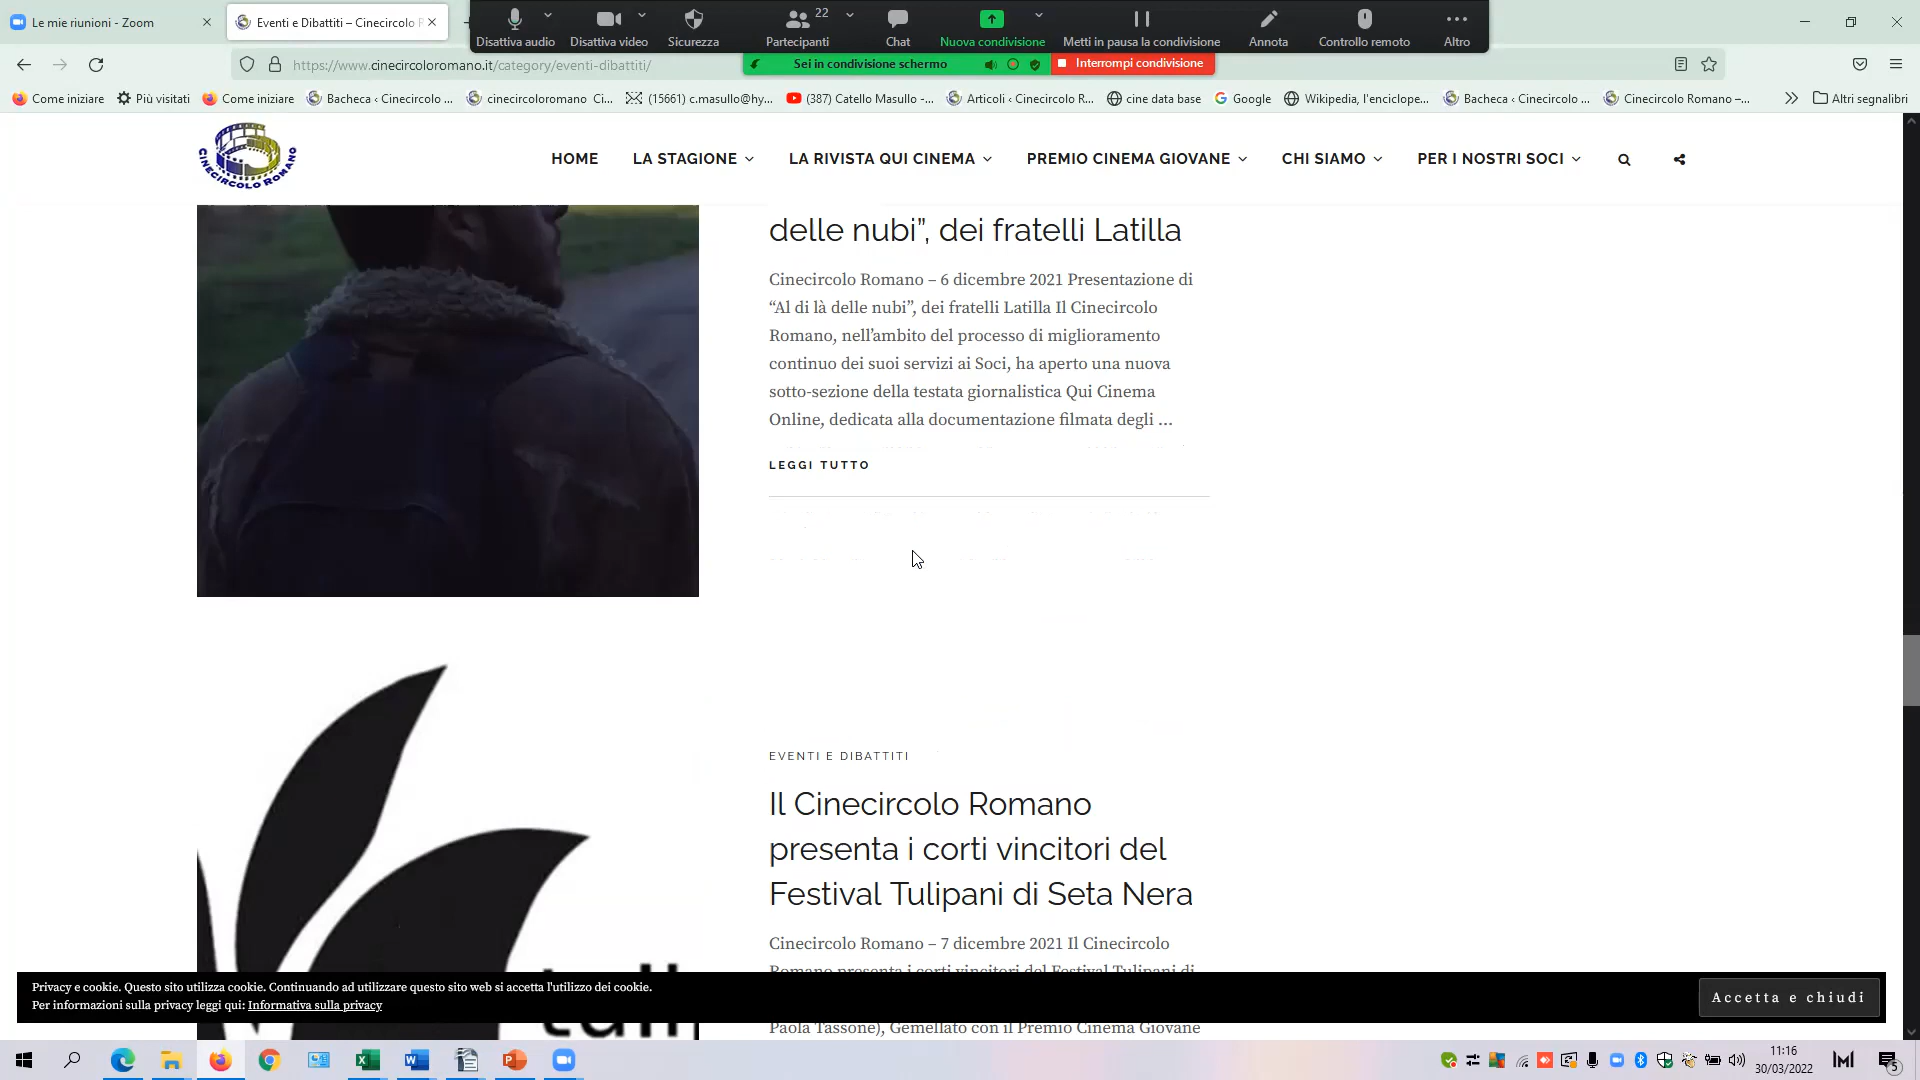 Le mie riunioni - Zoom
Eventi e Dibattiti – Cinecircolo R
Disattiva audio
Disattiva video
Sicurezza
22
Partecipanti
Chat
Nuova condivisione
Metti in pausa la condivisione
Annota
Controllo remoto
Altro
https://www.cinecircoloromano.it/category/eventi-dibattiti/
Sei in condivisione schermo
Interrompi condivisione
Come iniziare
Più visitati
Come iniziare
Bacheca ‹ Cinecircolo ...
cinecircoloromano Ci...
(15661) c.masullo@hy...
(387) Catello Masullo -...
Articoli ‹ Cinecircolo R...
cine data base
Google
Wikipedia, l'enciclope...
Bacheca ‹ Cinecircolo ...
Cinecircolo Romano –...
Altri segnalibri
CINECIRCOLO ROMANO
HOME
LA STAGIONE
LA RIVISTA QUI CINEMA
PREMIO CINEMA GIOVANE
CHI SIAMO
PER I NOSTRI SOCI
delle nubi”, dei fratelli Latilla
Cinecircolo Romano – 6 dicembre 2021 Presentazione di
“Al di là delle nubi”, dei fratelli Latilla Il Cinecircolo
Romano, nell’ambito del processo di miglioramento
continuo dei suoi servizi ai Soci, ha aperto una nuova
sotto-sezione della testata giornalistica Qui Cinema
Online, dedicata alla documentazione filmata degli …
LEGGI TUTTO
EVENTI E DIBATTITI
Il Cinecircolo Romano
presenta i corti vincitori del
Festival Tulipani di Seta Nera
Cinecircolo Romano – 7 dicembre 2021 Il Cinecircolo
Romano presenta i corti vincitori del Festival Tulipani di
Privacy e cookie. Questo sito utilizza cookie. Continuando ad utilizzare questo sito web si accetta l'utilizzo dei cookie.
Per informazioni sulla privacy leggi qui: Informativa sulla privacy
Accetta e chiudi
Paola Tassone), Gemellato con il Premio Cinema Giovane
11:16
30/03/2022
5